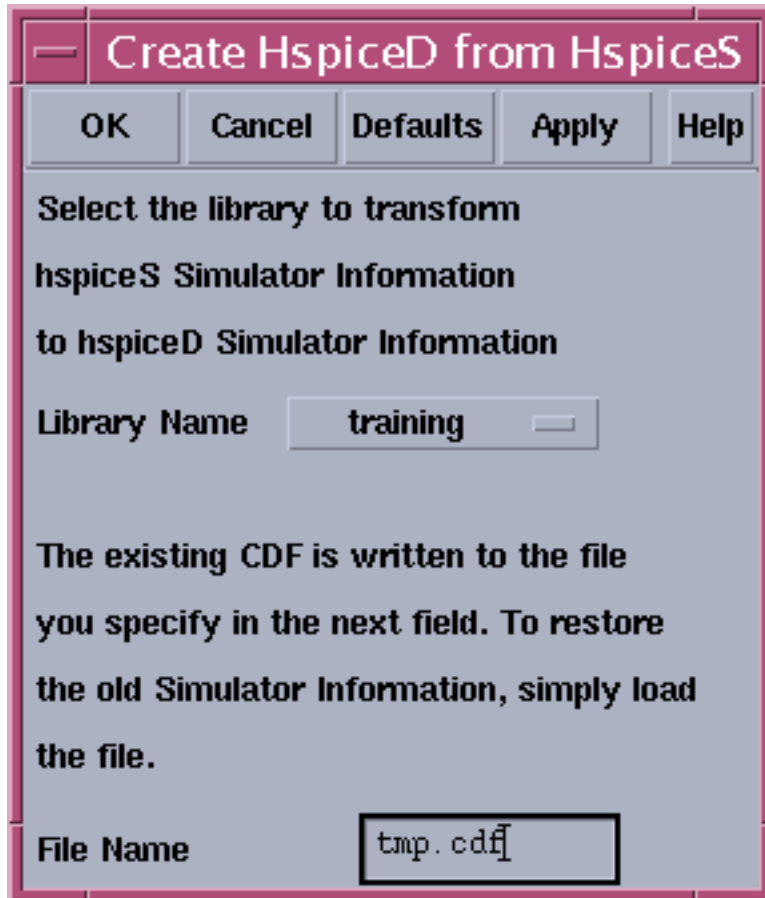 Create HspiceD from HspiceS
OK Cancel Defaults Apply Help
Select the library to transform
hspiceS Simulator Information
to hspiceD Simulator Information
Library Name training
The existing CDF is written to the file
you specify in the next field. To restore
the old Simulator Information, simply load
the file.
File Name tmp.cdf